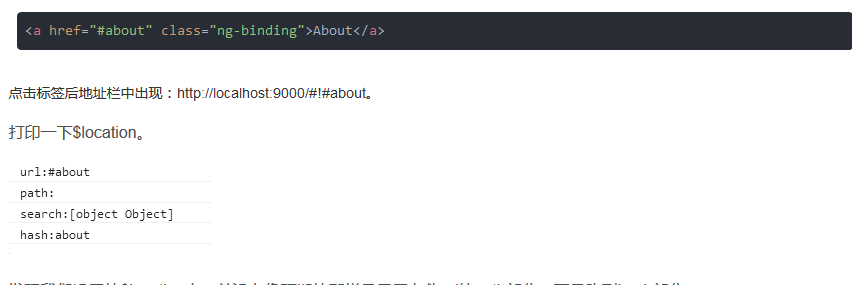 <a href="#about" class="ng-binding">About</a>
点击标签后地址栏中出现：http://localhost:9000/#!#about。
打印一下$location。
url:#about
path:
search:[object Object]
hash:about